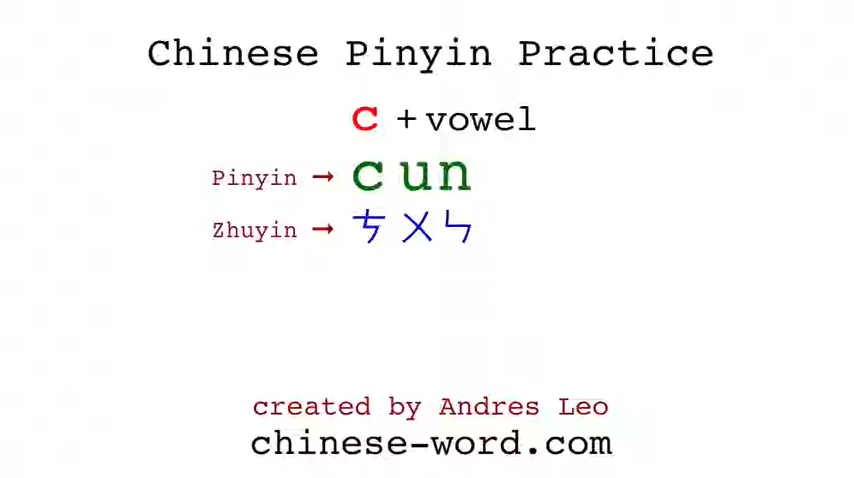 Chinese Pinyin Practice
c + vowel
Pinyin → cun
Zhuyin → ㄘㄨㄣ
created by Andres Leo
chinese-word.com